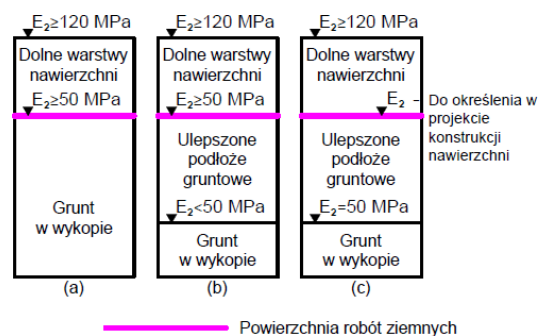 E₂≥120 MPa
Dolne warstwy
nawierzchni
E₂≥50 MPa
Grunt
w wykopie
(a)
E₂≥120 MPa
Dolne warstwy
nawierzchni
E₂≥50 MPa
Ulepszone
podłoże
gruntowe
E₂<50 MPa
Grunt
w wykopie
(b)
E₂≥120 MPa
Dolne warstwy
nawierzchni
E₂ - Do określenia w
projekcie
konstrukcji
nawierzchni
Ulepszone
podłoże
gruntowe
E₂=50 MPa
Grunt
w wykopie
(c)
Powierzchnia robót ziemnych